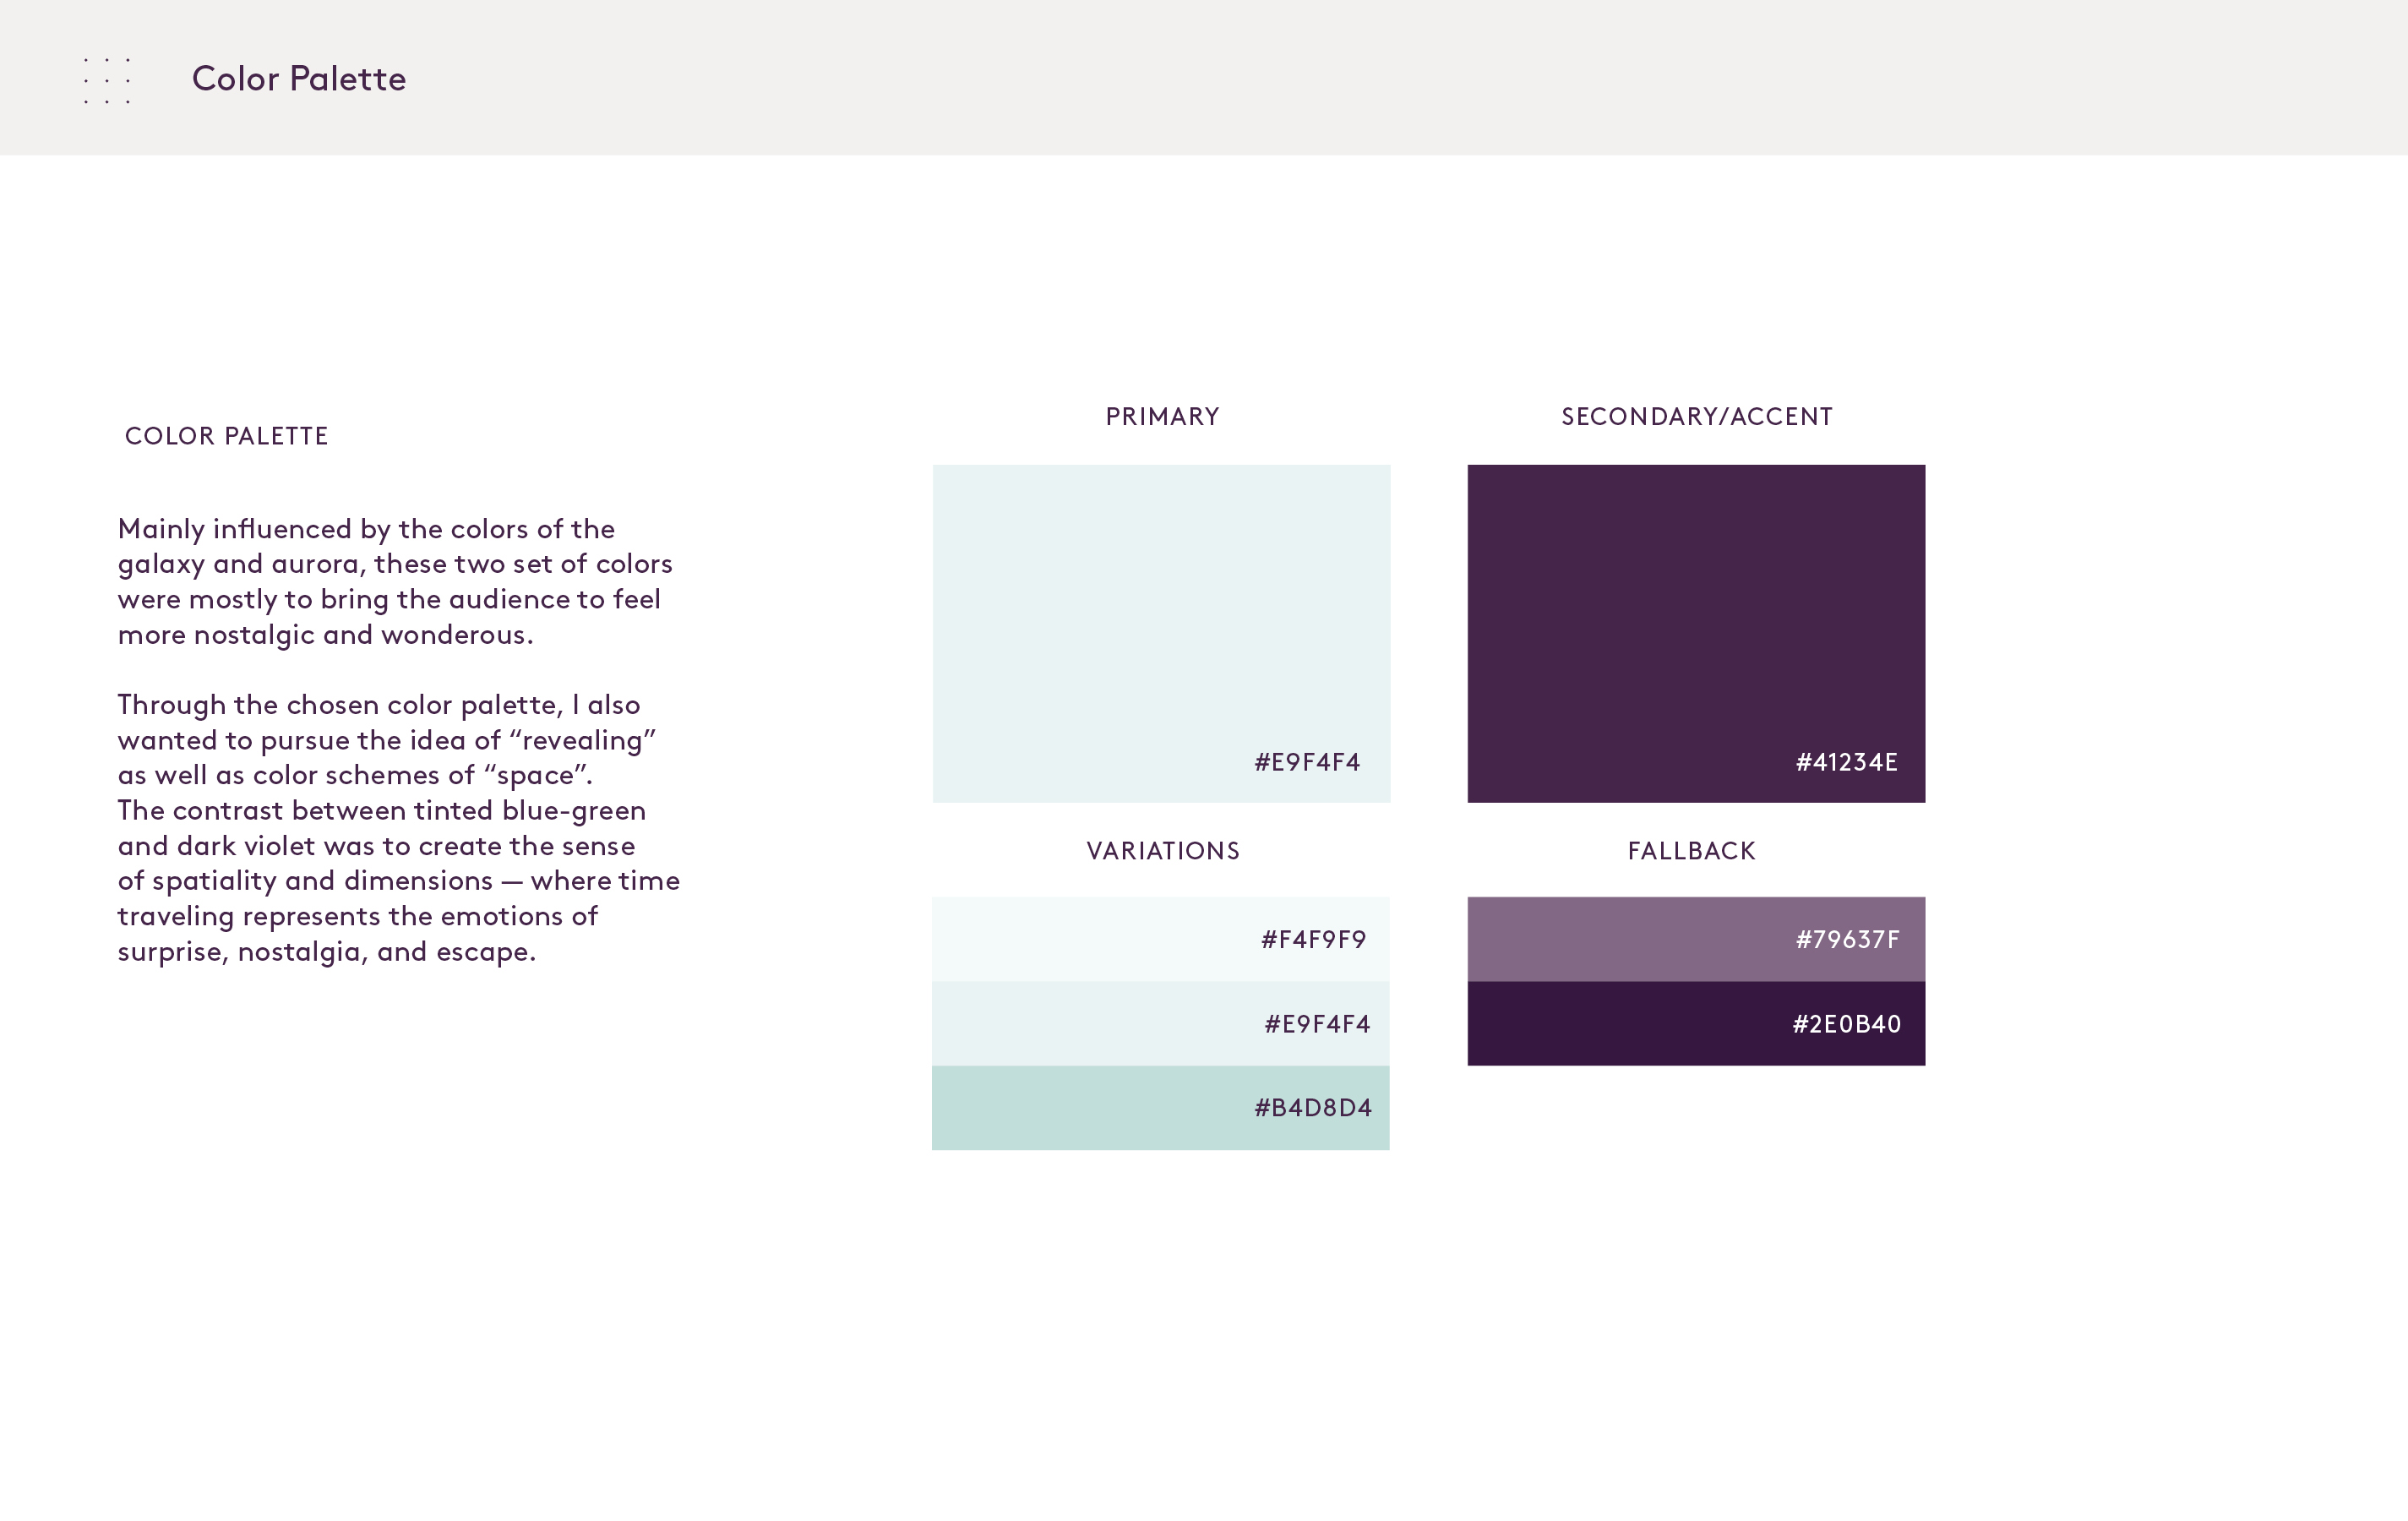 Color Palette
COLOR PALETTE
Mainly influenced by the colors of the
galaxy and aurora, these two set of colors
were mostly to bring the audience to feel
more nostalgic and wonderous.
Through the chosen color palette, I also
wanted to pursue the idea of “revealing”
as well as color schemes of “space”.
The contrast between tinted blue-green
and dark violet was to create the sense
of spatiality and dimensions — where time
traveling represents the emotions of
surprise, nostalgia, and escape.
PRIMARY
#E9F4F4
SECONDARY/ACCENT
#41234E
VARIATIONS
#F4F9F9
#E9F4F4
#B4D8D4
FALLBACK
#79637F
#2E0B40